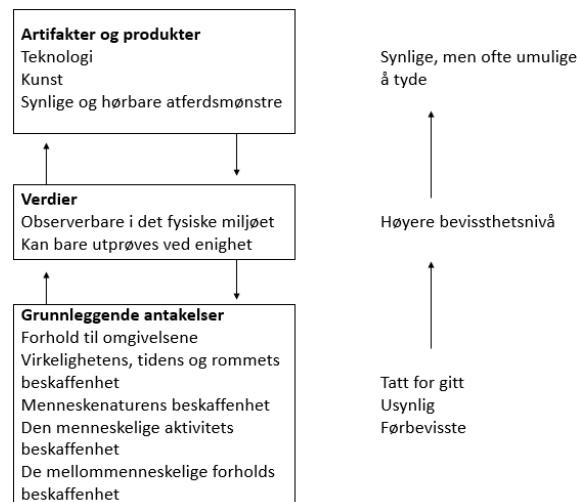 Artifakter og produkter
Teknologi
Kunst
Synlige og hørbare atferdsmønstre
Synlige, men ofte umulige
å tyde
Verdier
Observerbare i det fysiske miljøet
Kan bare utprøves ved enighet
Høyere bevissthetsnivå
Grunnleggende antakelser
Forhold til omgivelsene
Virkelighetens, tidens og rommets
beskaffenhet
Menneskenaturens beskaffenhet
Den menneskelige aktivitets
beskaffenhet
De mellommenneskelige forholds
beskaffenhet
Tatt for gitt
Usynlig
Førbevisste